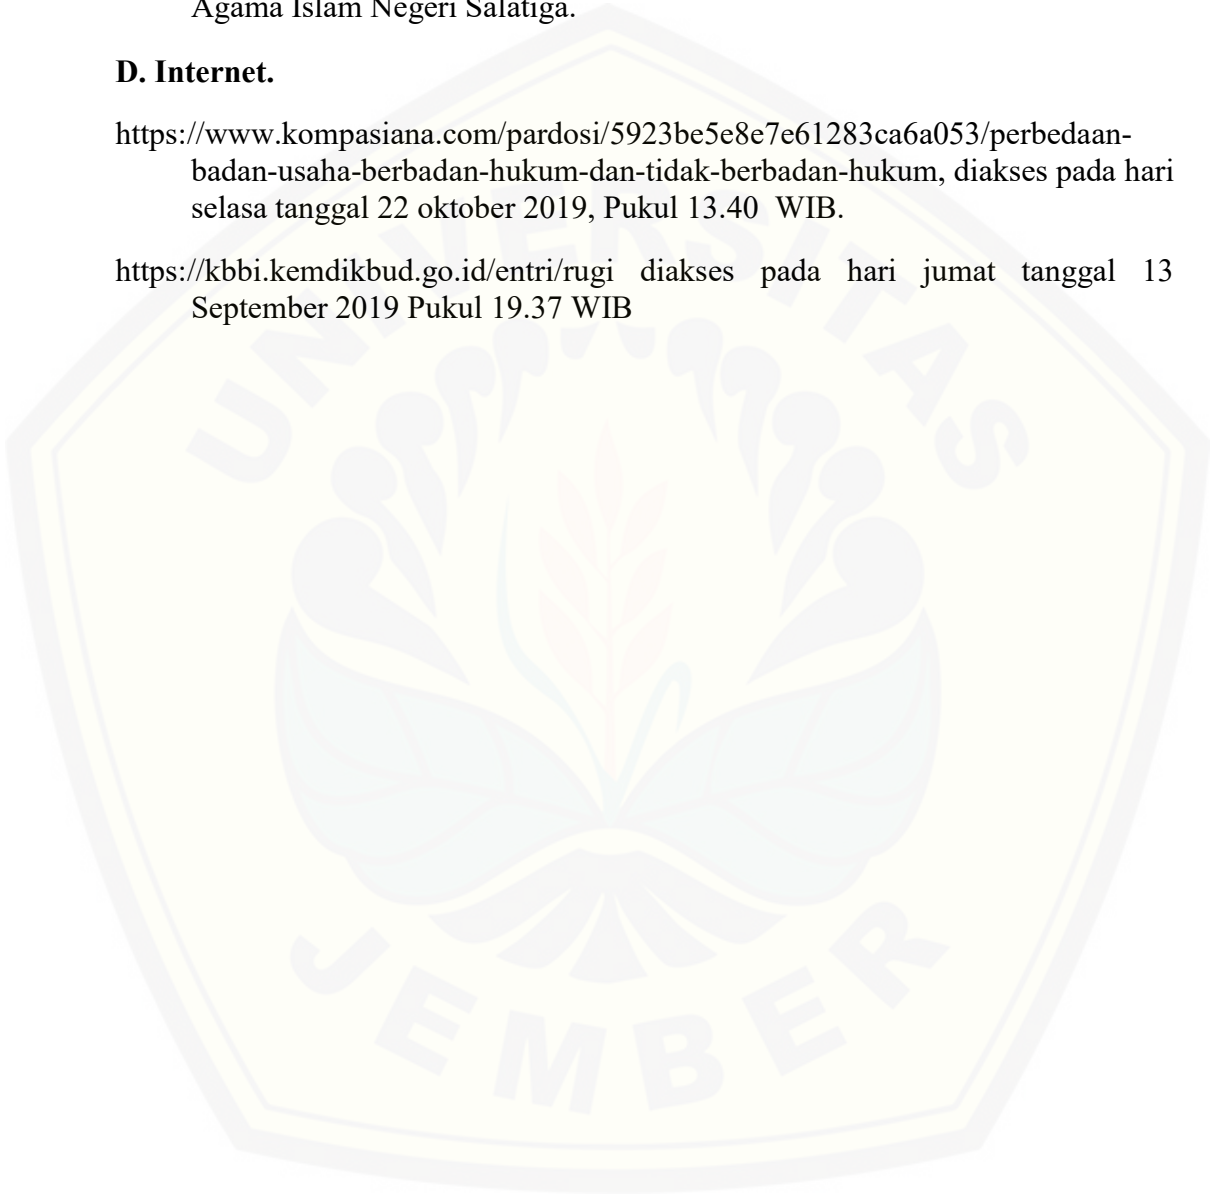 Agama Islam Negeri Salatiga.
D. Internet.
https://www.kompasiana.com/pardosi/5923be5e8e7e61283ca6a053/perbedaan-
badan-usaha-berbadan-hukum-dan-tidak-berbadan-hukum, diakses pada hari
selasa tanggal 22 oktober 2019, Pukul 13.40 WIB.
https://kbbi.kemdikbud.go.id/entri/rugi diakses pada hari jumat tanggal 13
September 2019 Pukul 19.37 WIB
UNIVERSITAS
JEMBER